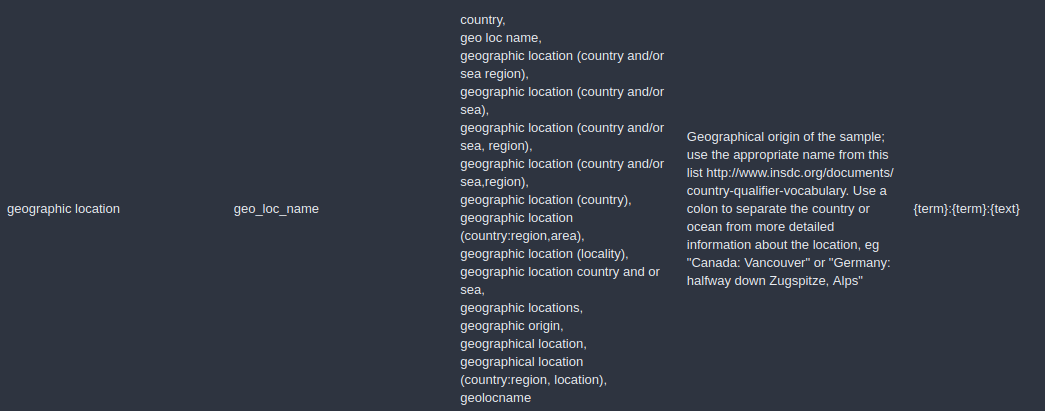 geographic location
geo_loc_name
country,
geo loc name,
geographic location (country and/or
sea region),
geographic location (country and/or
sea),
geographic location (country and/or
sea, region),
geographic location (country and/or
sea,region),
geographic location (country),
geographic location
(country:region,area),
geographic location (locality),
geographic location country and or
sea,
geographic locations,
geographic origin,
geographical location,
geographical location
(country:region, location),
geolocname
Geographical origin of the sample;
use the appropriate name from this
list http://www.insdc.org/documents/
country-qualifier-vocabulary. Use a
colon to separate the country or
ocean from more detailed
information about the location, eg
"Canada: Vancouver" or "Germany:
halfway down Zugspitze, Alps"
{term}:{term}:{text}